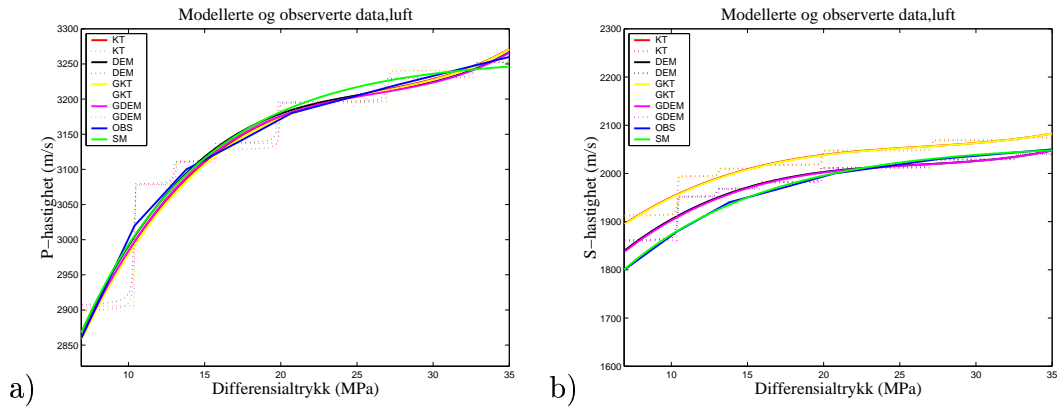 Modellerte og observerte data,luft
3300
3250
3200
3150
3100
3050
3000
2950
2900
2850
P−hastighet (m/s)
KT
KT
DEM
DEM
GKT
GKT
GDEM
GDEM
OBS
SM
10
15
20
25
30
35
Differensialtrykk (MPa)
a)
Modellerte og observerte data,luft
2300
2200
2100
2000
1900
1800
1700
1600
S−hastighet (m/s)
KT
KT
DEM
DEM
GKT
GKT
GDEM
GDEM
OBS
SM
10
15
20
25
30
35
Differensialtrykk (MPa)
b)